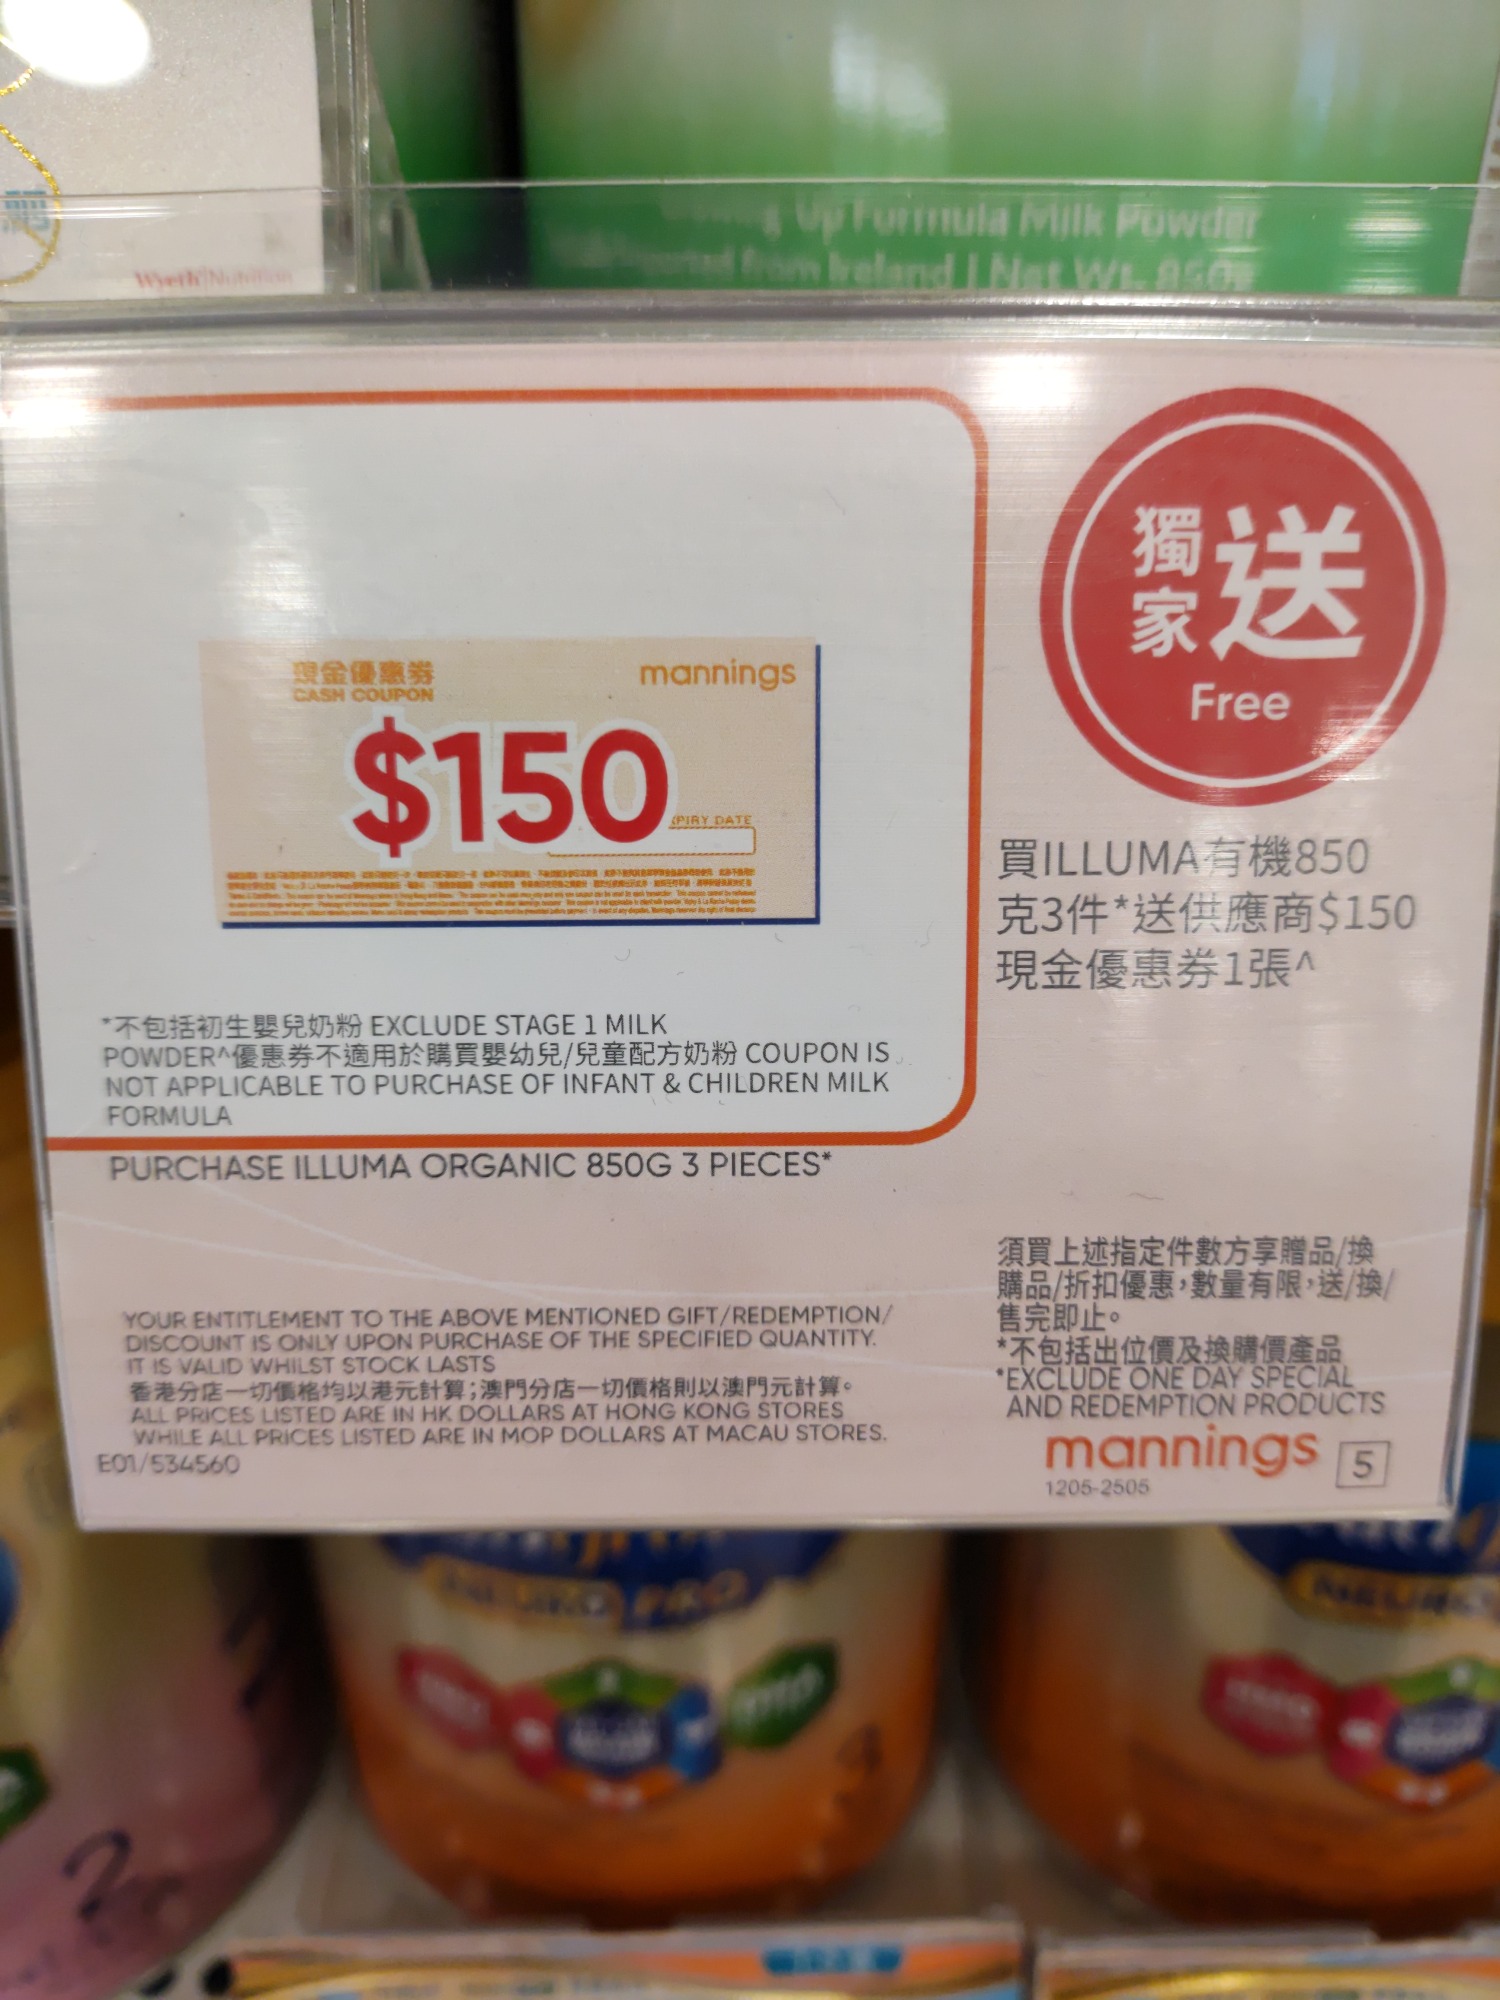 Up Formula Milk Powder
from Ireland | Net Wt. 850g
Wyeth Nutrition
獨家送
Free
現金優惠券
CASH COUPON
mannings
$150
PIRY DATE
買ILLUMA有機850
克3件*送供應商$150
現金優惠券1張^
*不包括初生嬰兒奶粉 EXCLUDE STAGE 1 MILK
POWDER^優惠券不適用於購買嬰幼兒/兒童配方奶粉 COUPON IS
NOT APPLICABLE TO PURCHASE OF INFANT & CHILDREN MILK
FORMULA
PURCHASE ILLUMA ORGANIC 850G 3 PIECES*
須買上述指定件數方享贈品/換
購品/折扣優惠,數量有限,送/換/
售完即止。
*不包括出位價及換購價產品
*EXCLUDE ONE DAY SPECIAL
AND REDEMPTION PRODUCTS
YOUR ENTITLEMENT TO THE ABOVE MENTIONED GIFT/REDEMPTION/
DISCOUNT IS ONLY UPON PURCHASE OF THE SPECIFIED QUANTITY.
IT IS VALID WHILST STOCK LASTS
香港分店一切價格均以港元計算;澳門分店一切價格則以澳門元計算。
ALL PRICES LISTED ARE IN HK DOLLARS AT HONG KONG STORES
WHILE ALL PRICES LISTED ARE IN MOP DOLLARS AT MACAU STORES.
E01/534560
mannings
5
1205-2505
NEURO PRO
NEURO
4
2